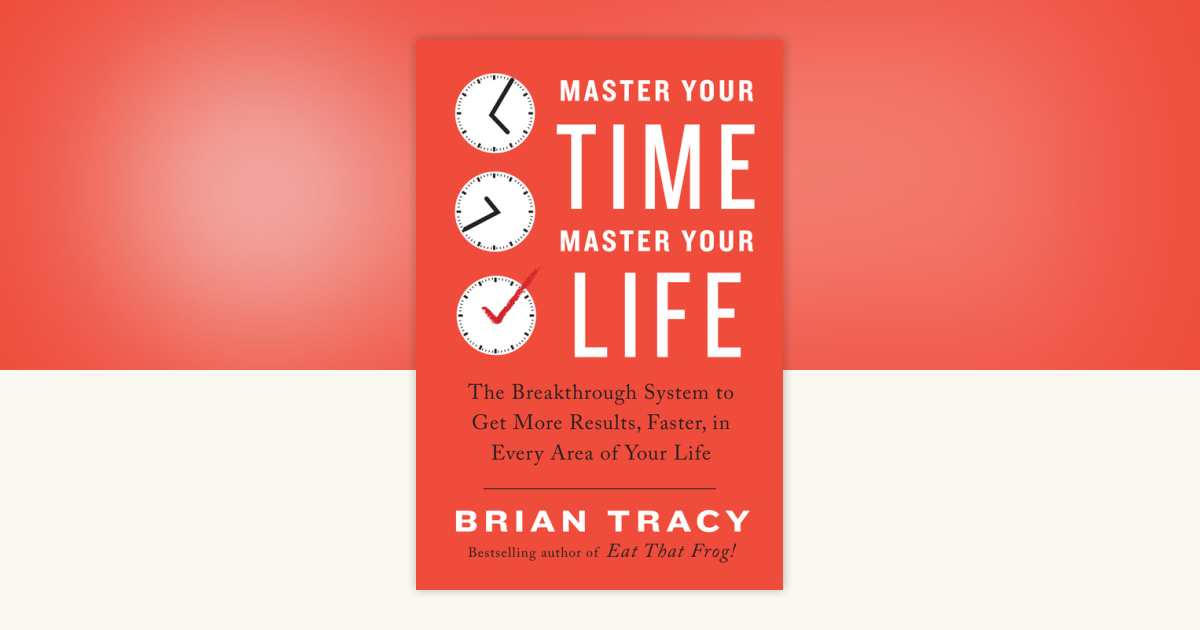 MASTER YOUR
TIME
MASTER YOUR
LIFE
The Breakthrough System to
Get More Results, Faster, in
Every Area of Your Life
BRIAN TRACY
Bestselling author of Eat That Frog!